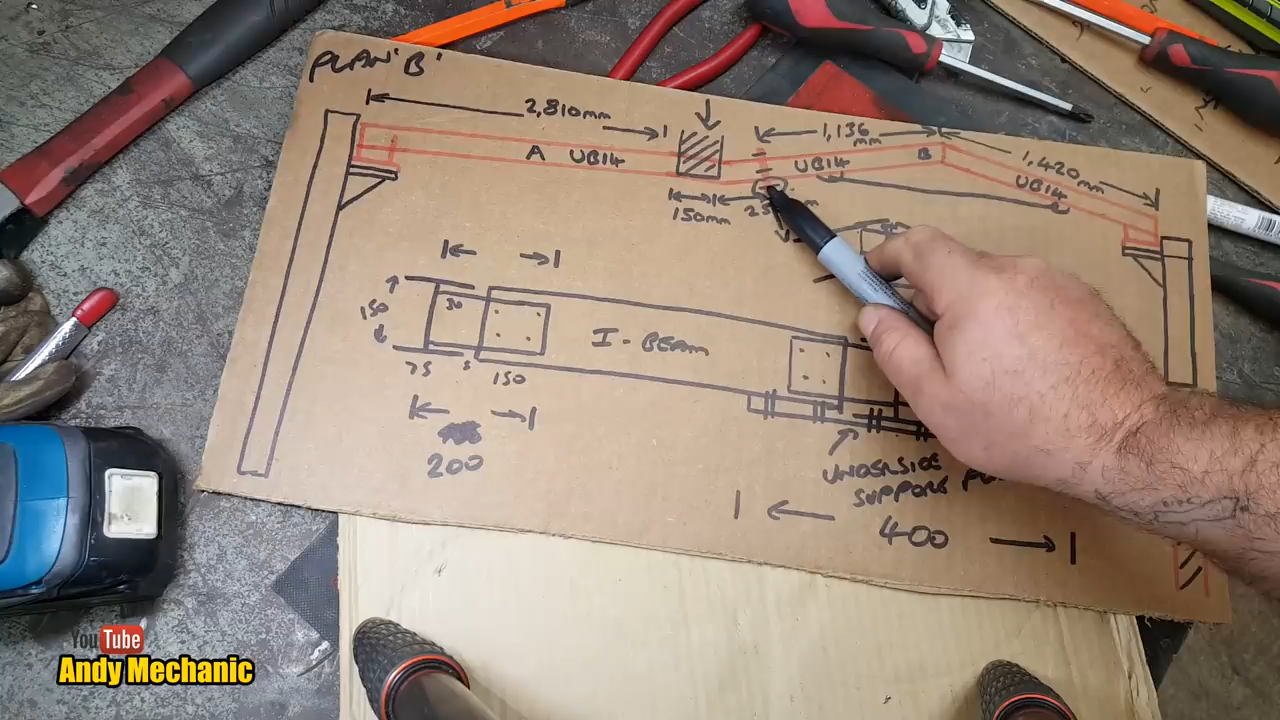 PLAN 'B'
2,810mm
1,136
mm
1,420mm
A UB14
UB14
B
UB14
150mm
150
30
I-BEAM
75
5
150
200
UNDERSIDE
SUPPORT
400
YouTube
Andy Mechanic